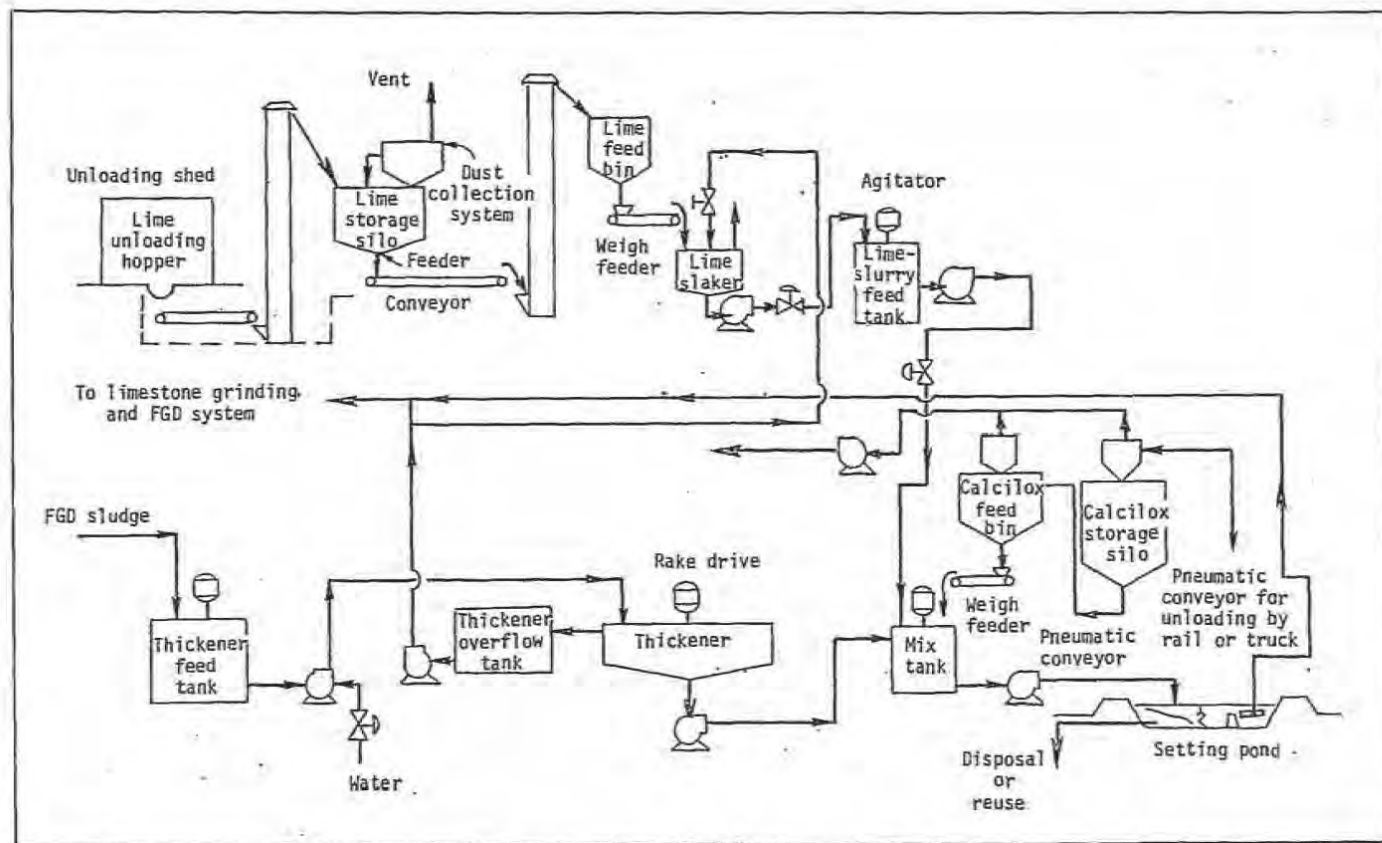 Vent
Unloading shed
Lime
unloading
hopper
Lime
storage
silo
Dust
collection
system
Feeder
Conveyor
Lime
feed
bin
Weigh
feeder
Lime
slaker
Agitator
Lime-
slurry
feed
tank
To limestone grinding
and FGD system
FGD sludge
Thickener
feed
tank
Water
Thickener
overflow
tank
Rake drive
Thickener
Calcilox
feed
bin
Calcilox
storage
silo
Weigh
feeder
Mix
tank
Pneumatic
conveyor
Pneumatic
conveyor for
unloading by
rail or truck
Setting pond
Disposal
or
reuse